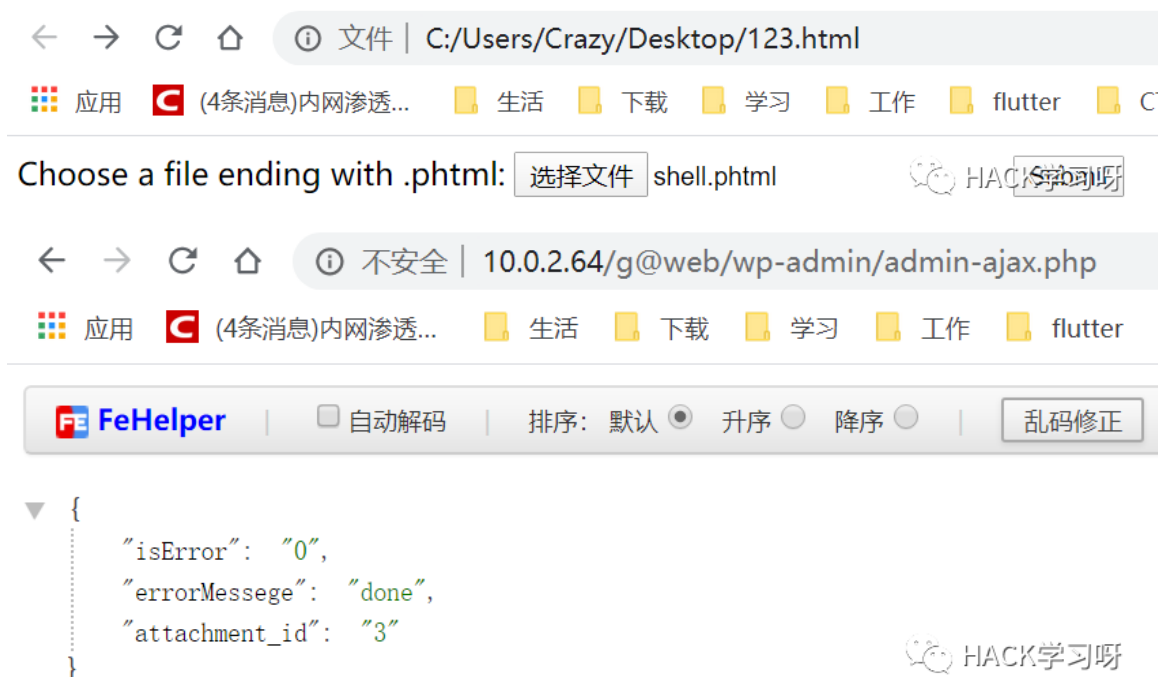 文件 | C:/Users/Crazy/Desktop/123.html
应用 (4条消息)内网渗透... 生活 下载 学习 工作 flutter
Choose a file ending with .phtml: 选择文件 shell.phtml Submit
HACK学习呀
不安全 | 10.0.2.64/g@web/wp-admin/admin-ajax.php
应用 (4条消息)内网渗透... 生活 下载 学习 工作 flutter
FE FeHelper | 自动解码 | 排序: 默认 升序 降序 | 乱码修正
{
"isError": "0",
"errorMessege": "done",
"attachment_id": "3"
}
HACK学习呀